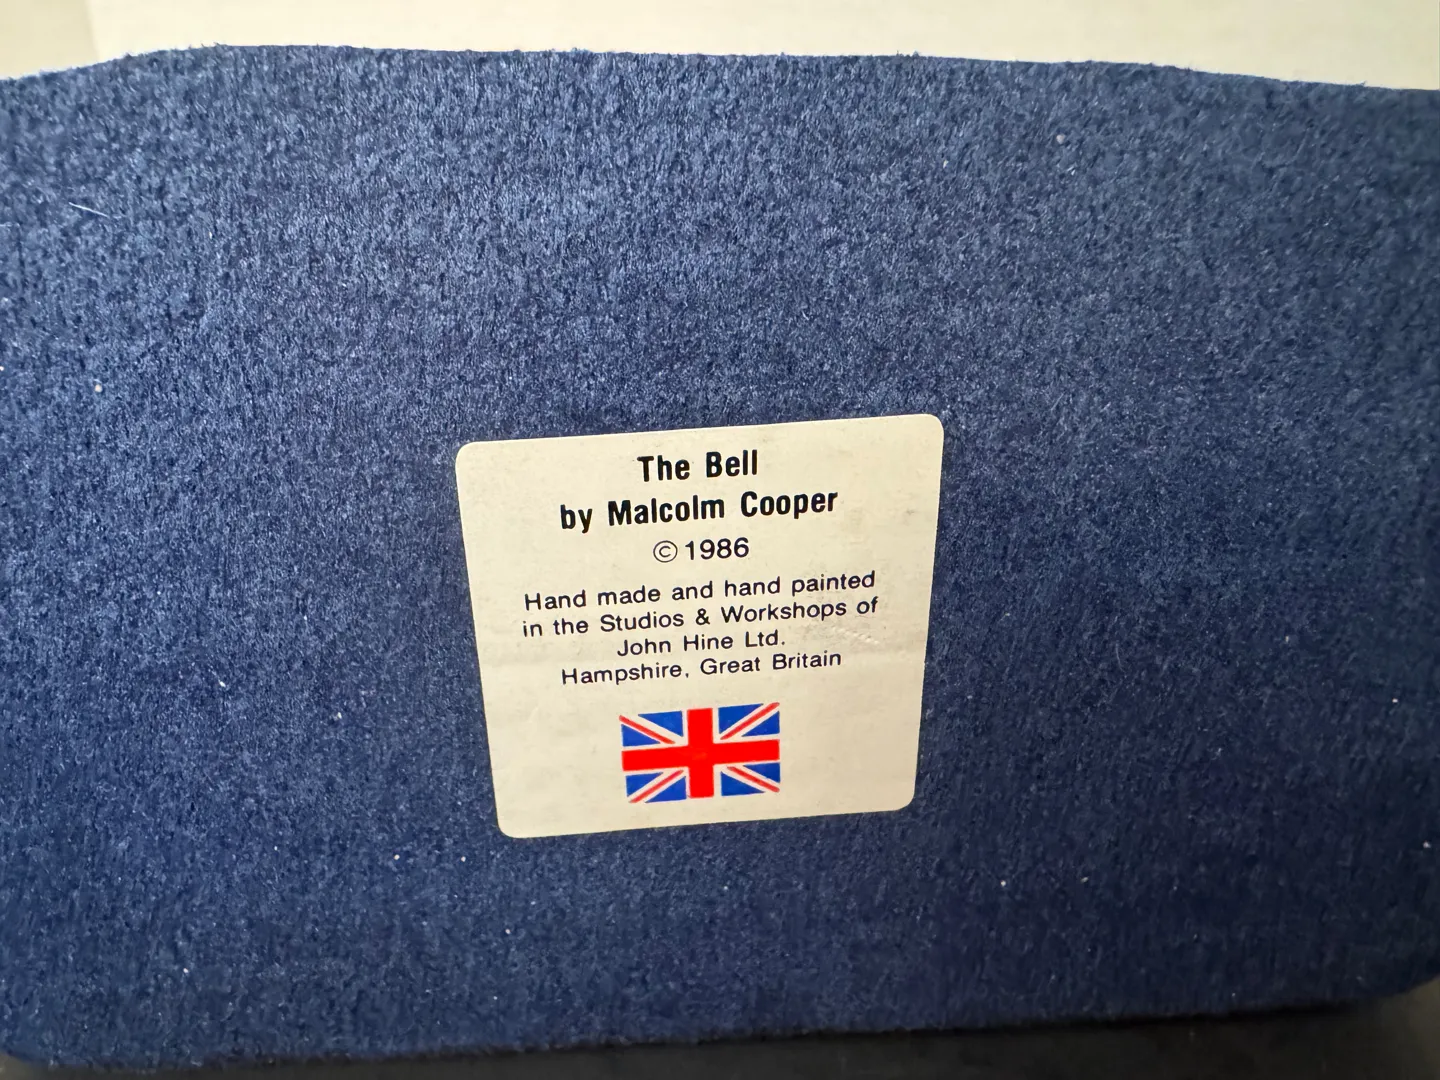 The Bell
by Malcolm Cooper
©1986
Hand made and hand painted
in the Studios & Workshops of
John Hine Ltd.
Hampshire, Great Britain